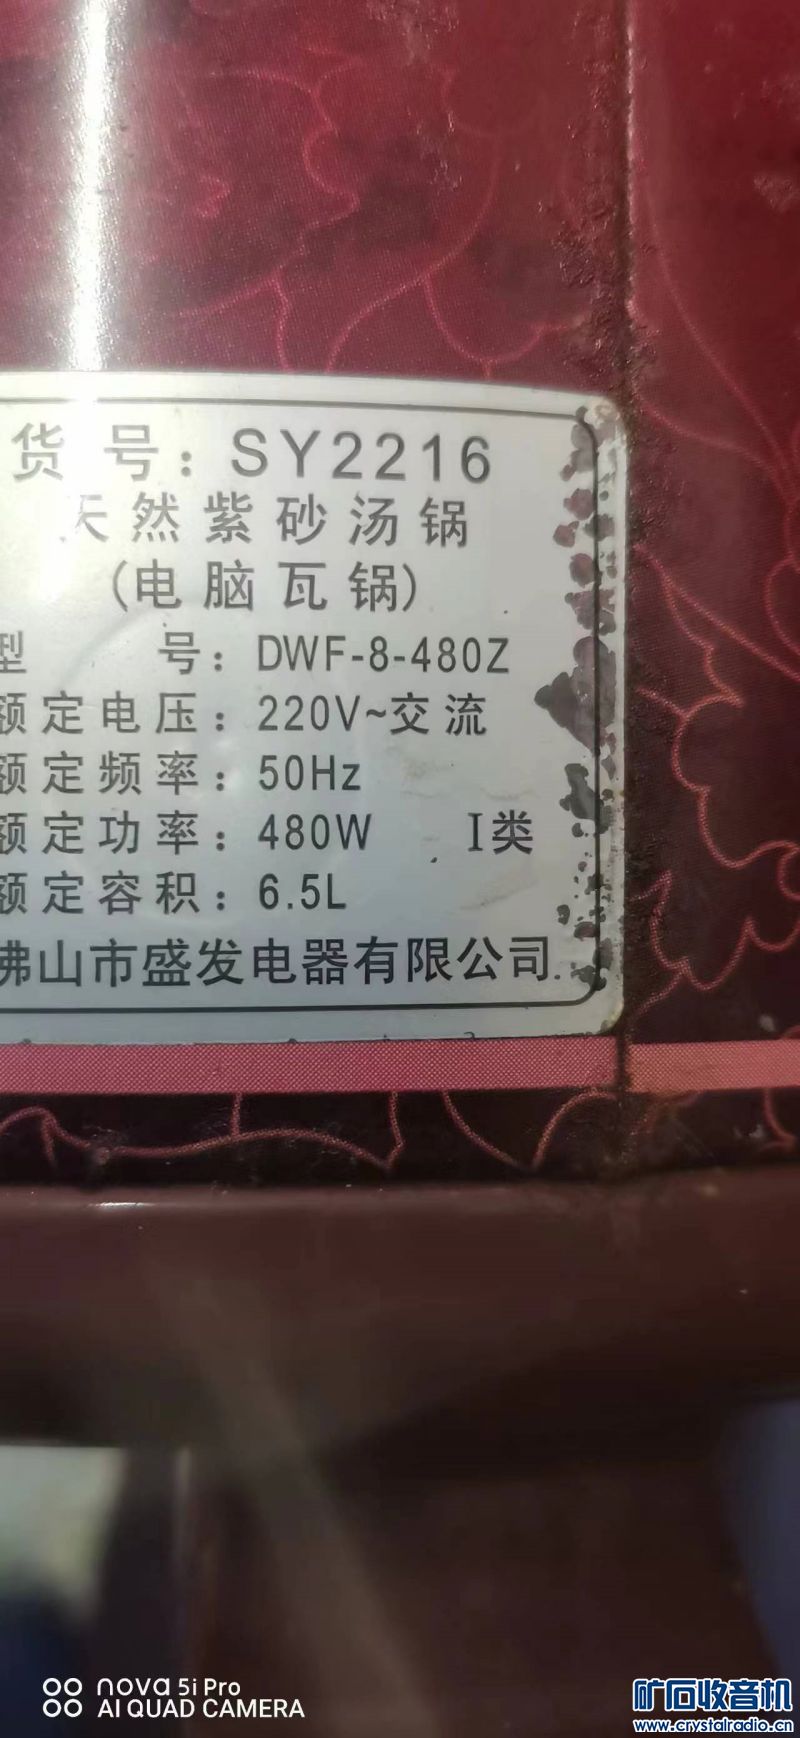 货号：SY2216
天然紫砂汤锅
(电脑瓦锅)
型号：DWF-8-480Z
额定电压：220V~交流
额定频率：50Hz
额定功率：480W I类
额定容积：6.5L
佛山市盛发电器有限公司
nova 5i Pro
AI QUAD CAMERA
矿石收音机
www.crystalradio.cn